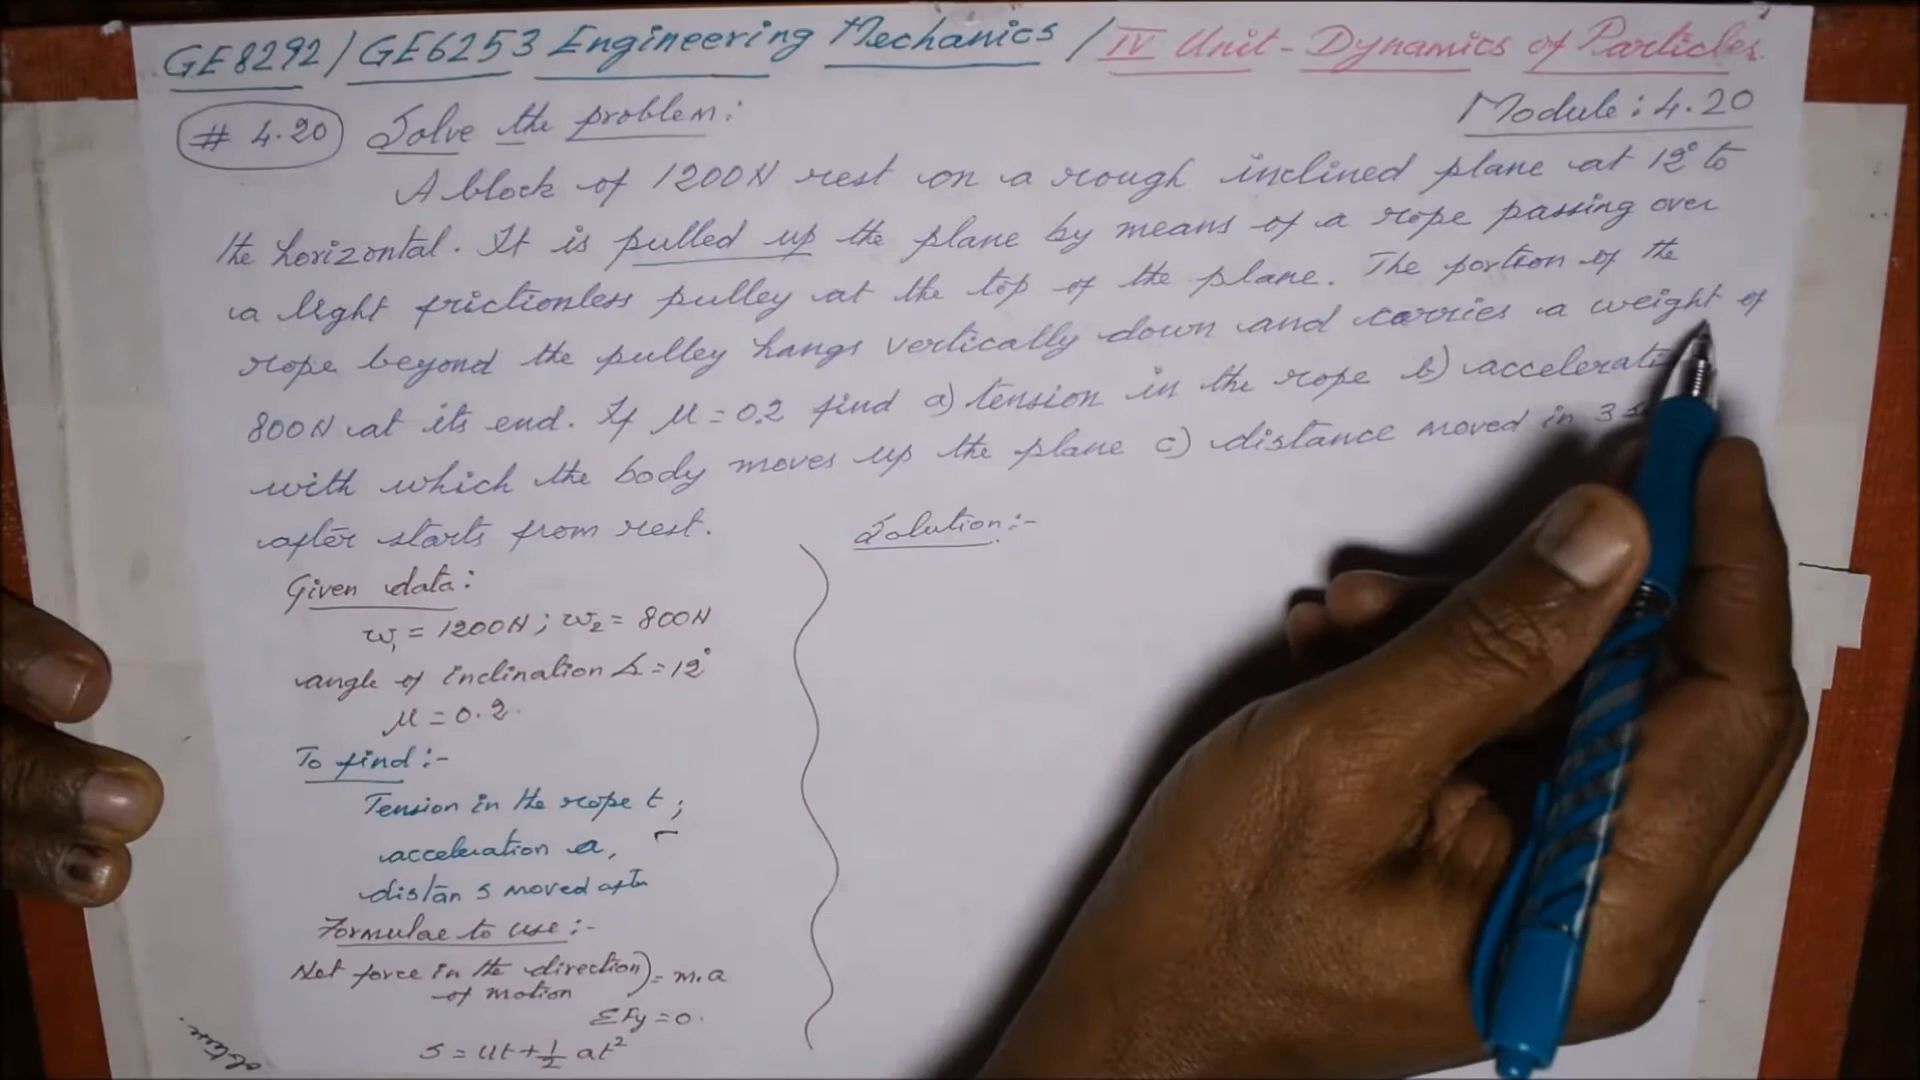 GE8292/GE6253 Engineering Mechanics / IV Unit - Dynamics of Particles
Module: 4.20
# 4.20 Solve the problem:
A block of 1200N rest on a rough inclined plane at 12° to
the horizontal. It is pulled up the plane by means of a rope passing over
a light frictionless pulley at the top of the plane. The portion of the
rope beyond the pulley hangs vertically down and carries a weight of
800N at its end. If μ = 0.2 find a) tension in the rope b) accelerati
with which the body moves up the plane c) distance moved in 3 s
after starts from rest.
Solution:-
Given data:
w₁ = 1200N; w₂ = 800N
angle of inclination = 12°
μ = 0.2.
To find:-
Tension in the rope t;
acceleration a,
distan s moved aftr
Formulae to use:-
Net force in the direction) = m.a
of motion
ΣFy = 0.
s = ut + ½ at²